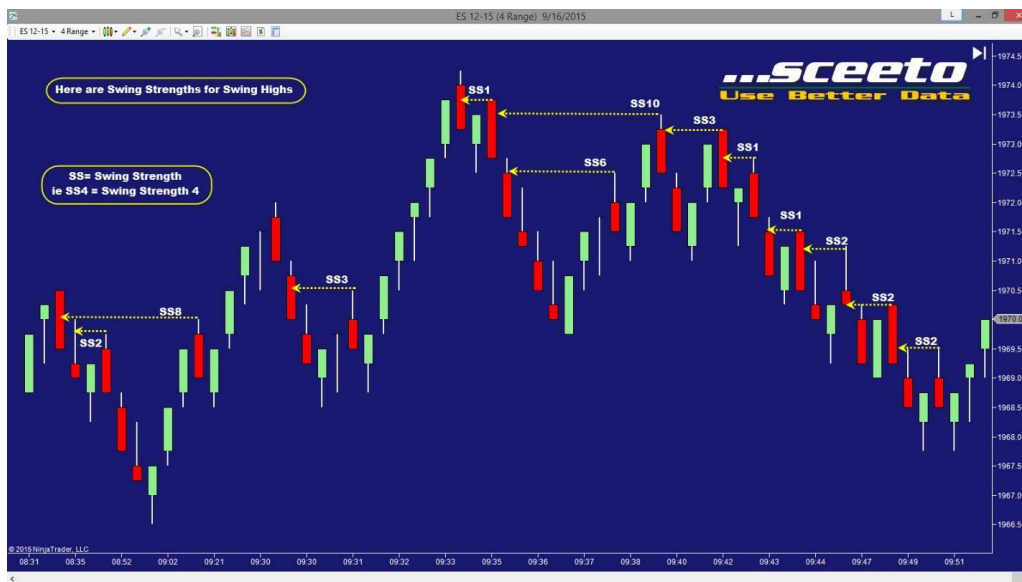 ES 12-15 (4 Range) 9/16/2015
L
ES 12-15
4 Range
Here are Swing Strengths for Swing Highs
...sceeto
Use Better Data
SS= Swing Strength
ie SS4 = Swing Strength 4
SS1
SS10
SS3
SS1
SS6
SS1
SS2
SS3
SS2
SS8
SS2
SS2
1974.5
1974.0
1973.5
1973.0
1972.5
1972.0
1971.5
1971.0
1970.5
1970.0
1969.5
1969.0
1968.5
1968.0
1967.5
1967.0
1966.5
© 2015 NinjaTrader, LLC
08:31 08:35 08:52 09:02 09:21 09:30 09:30 09:31 09:32 09:33 09:35 09:36 09:37 09:38 09:42 09:43 09:44 09:47 09:49 09:51